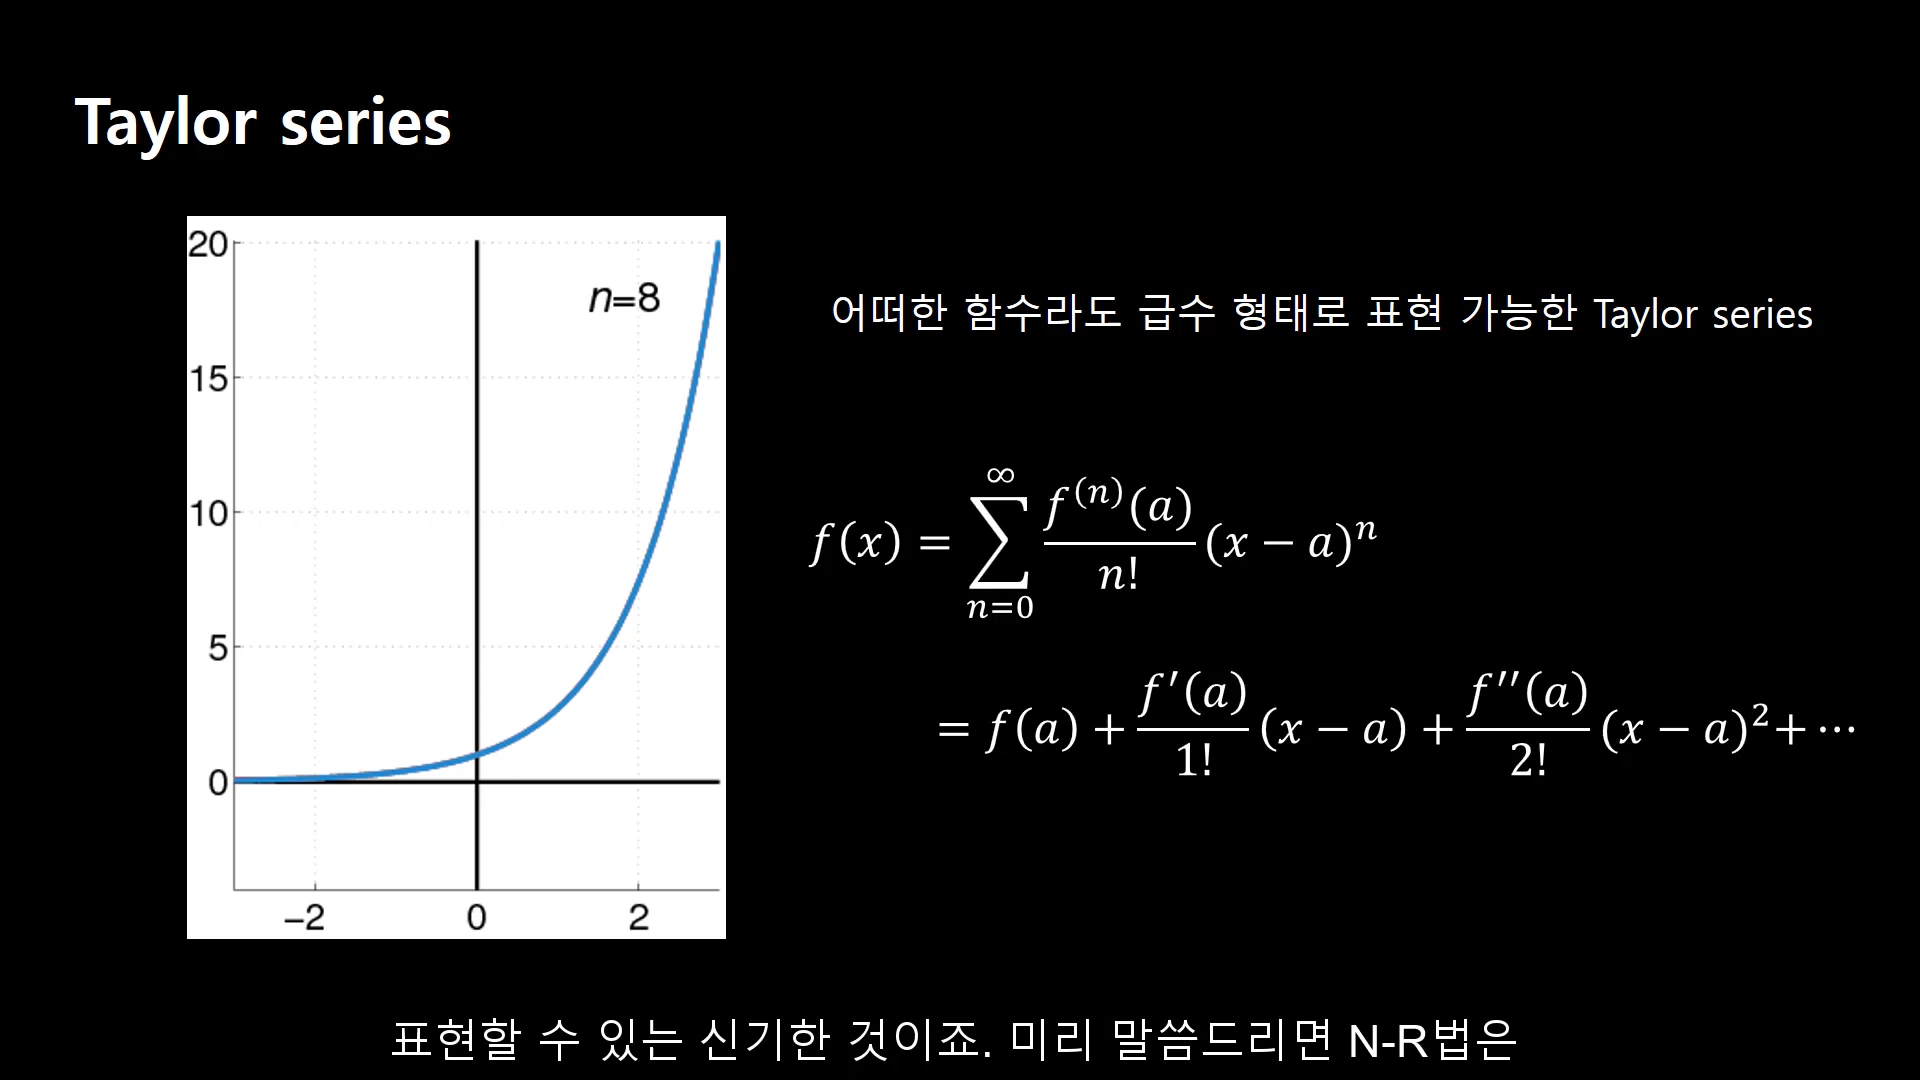 Taylor series
20
n=8
15
10
5
0
−2 0 2
어떠한 함수라도 급수 형태로 표현 가능한 Taylor series
f(x) = ∑_{n=0}^{∞} f^{(n)}(a)/n! (x − a)^n
= f(a) + f′(a)/1! (x − a) + f′′(a)/2! (x − a)² + ⋯
표현할 수 있는 신기한 것이죠. 미리 말씀드리면 N-R법은